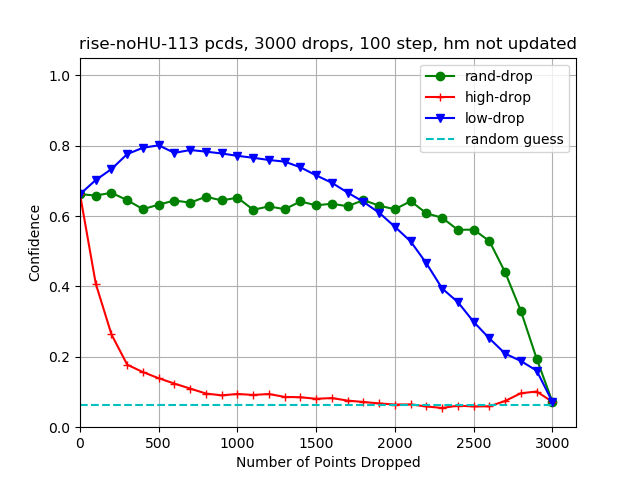 rise-noHU-113 pcds, 3000 drops, 100 step, hm not updated
1.0
0.8
0.6
0.4
0.2
0.0
Confidence
rand-drop
high-drop
low-drop
random guess
0 500 1000 1500 2000 2500 3000
Number of Points Dropped